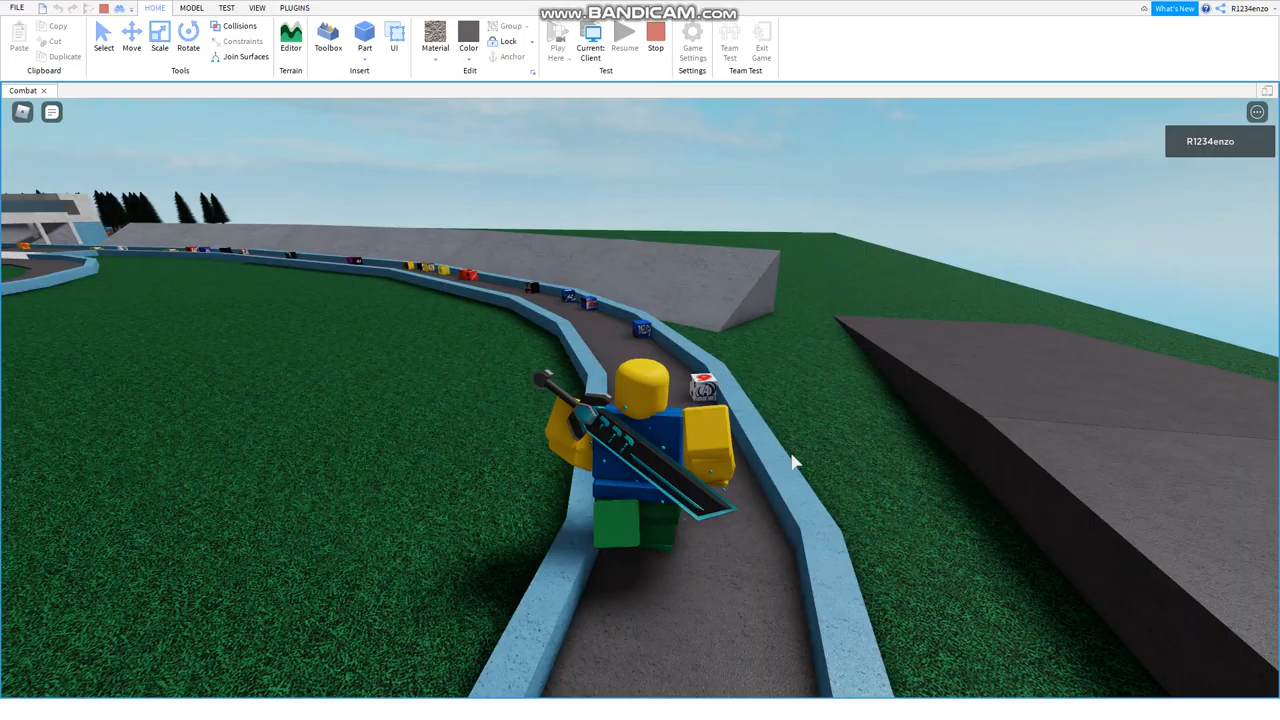 www.BANDICAM.com
FILE HOME MODEL TEST VIEW PLUGINS What's New R1234enzo
Paste Copy Cut Duplicate Clipboard
Select Move Scale Rotate Collisions Constraints Join Surfaces Tools
Editor Terrain
Toolbox Part UI Insert
Material Color Group Lock Anchor Edit
Play Here Current: Client Resume Stop Test
Game Settings Settings
Team Test Exit Game Team Test
Combat
R1234enzo